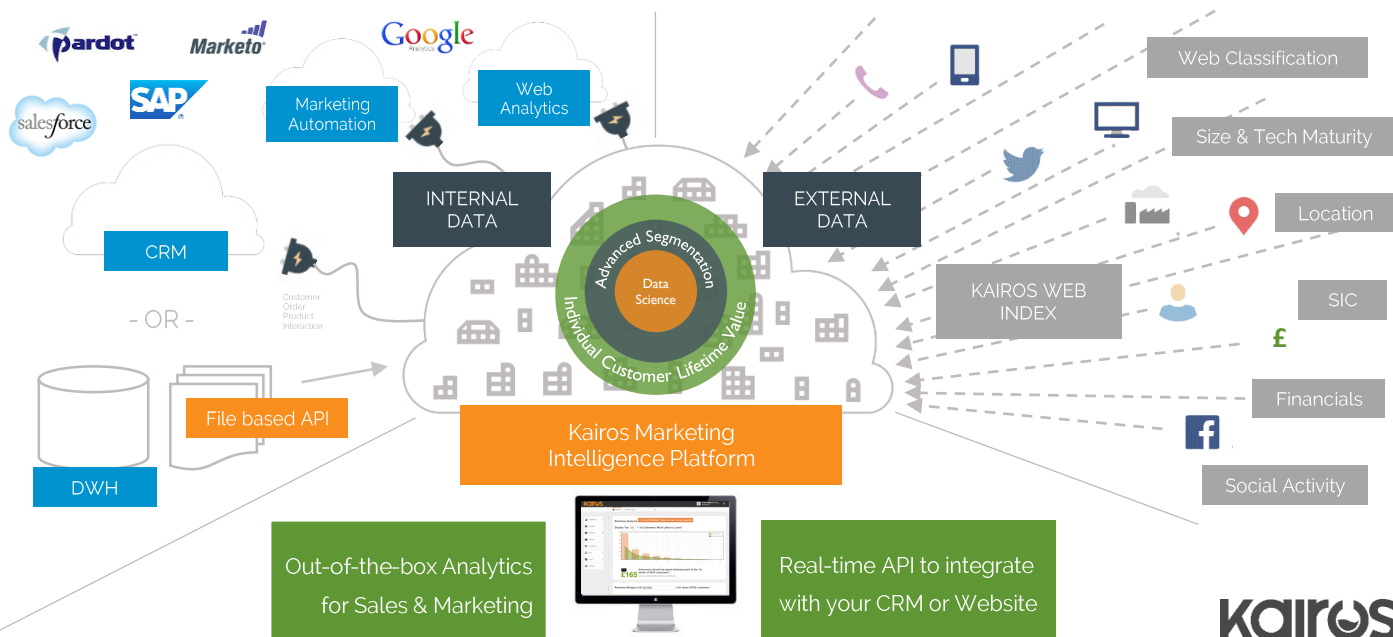 pardot
Marketo
Google
Analytics
salesforce
SAP
Marketing
Automation
Web
Analytics
CRM
- OR -
Customer
Order
Product
Interaction
DWH
File based API
INTERNAL
DATA
EXTERNAL
DATA
Advanced Segmentation
Data
Science
Individual Customer Lifetime Value
Kairos Marketing
Intelligence Platform
KAIROS WEB
INDEX
Web Classification
Size & Tech Maturity
Location
SIC
£
Financials
Social Activity
Out-of-the-box Analytics
for Sales & Marketing
kairos
£165
Real-time API to integrate
with your CRM or Website
kairos